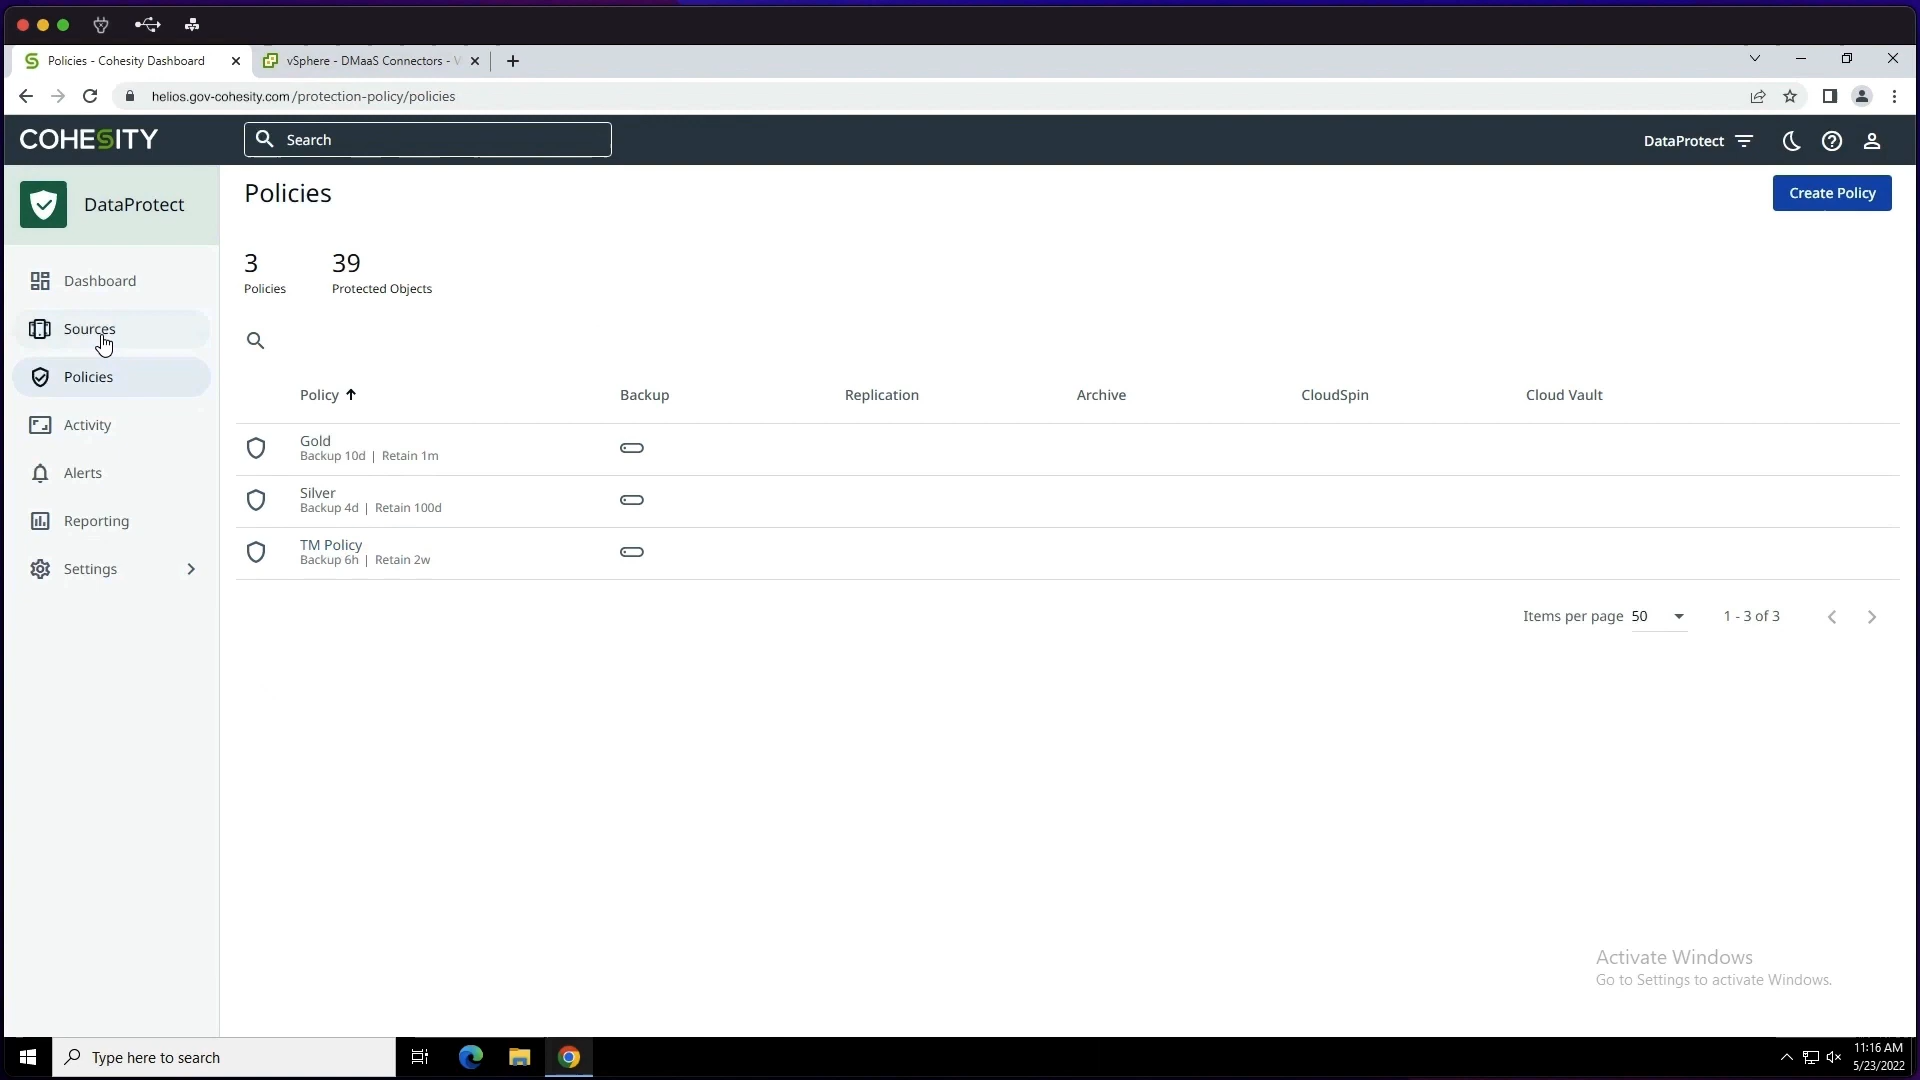 Policies - Cohesity Dashboard
vSphere - DMaaS Connectors - V
helios.gov-cohesity.com/protection-policy/policies
COHESITY
Search
DataProtect
DataProtect
Policies
Create Policy
3
39
Policies
Protected Objects
Dashboard
Sources
Policies
Activity
Alerts
Reporting
Settings
Policy
Backup
Replication
Archive
CloudSpin
Cloud Vault
Gold
Backup 10d | Retain 1m
Silver
Backup 4d | Retain 100d
TM Policy
Backup 6h | Retain 2w
Items per page 50
1 - 3 of 3
Activate Windows
Go to Settings to activate Windows.
Type here to search
11:16 AM
5/23/2022